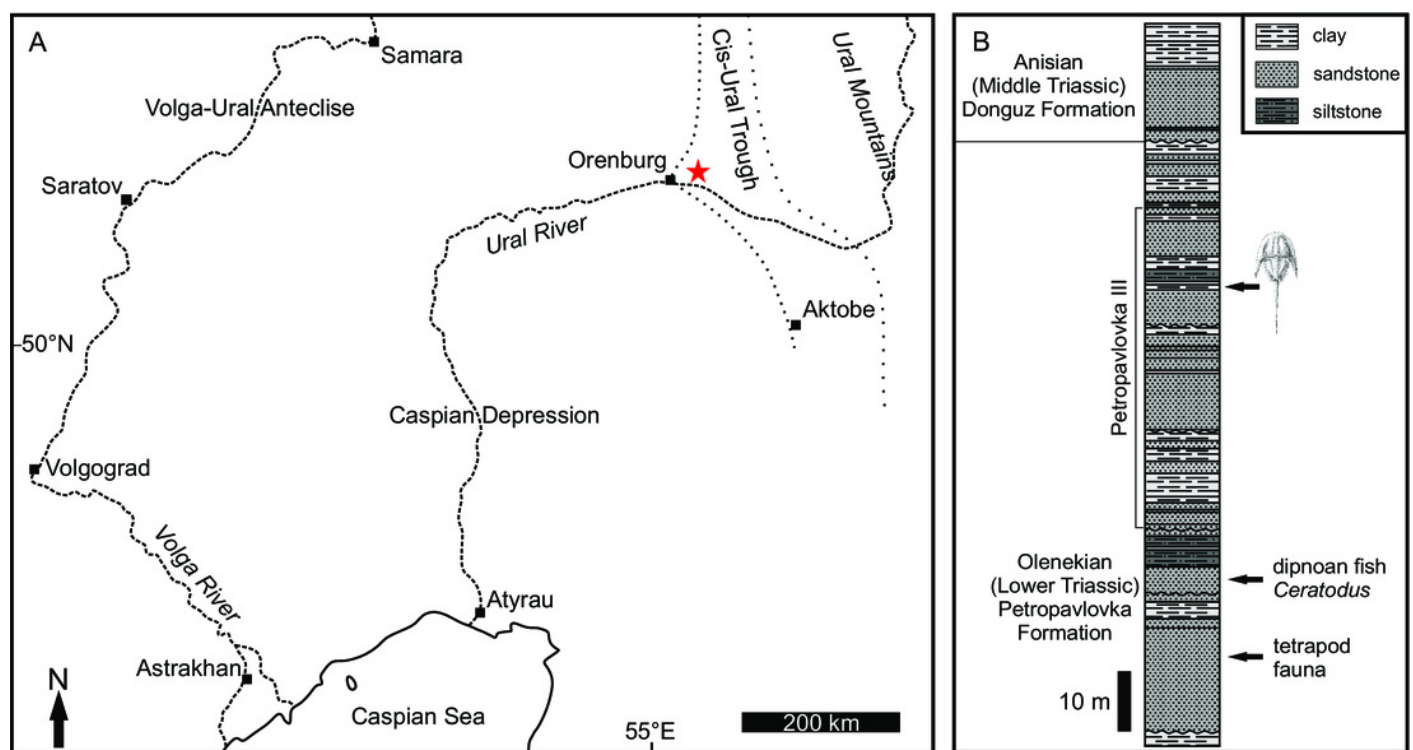 A
Samara
Volga-Ural Anteclise
Cis-Ural Trough
Ural Mountains
Orenburg
Saratov
Ural River
Aktobe
50°N
Caspian Depression
Volgograd
Volga River
Atyrau
Astrakhan
N
Caspian Sea
200 km
55°E
B
clay
sandstone
siltstone
Anisian
(Middle Triassic)
Donguz Formation
Petropavlovka III
Olenekian
(Lower Triassic)
Petropavlovka
Formation
dipnoan fish
Ceratodus
tetrapod
fauna
10 m